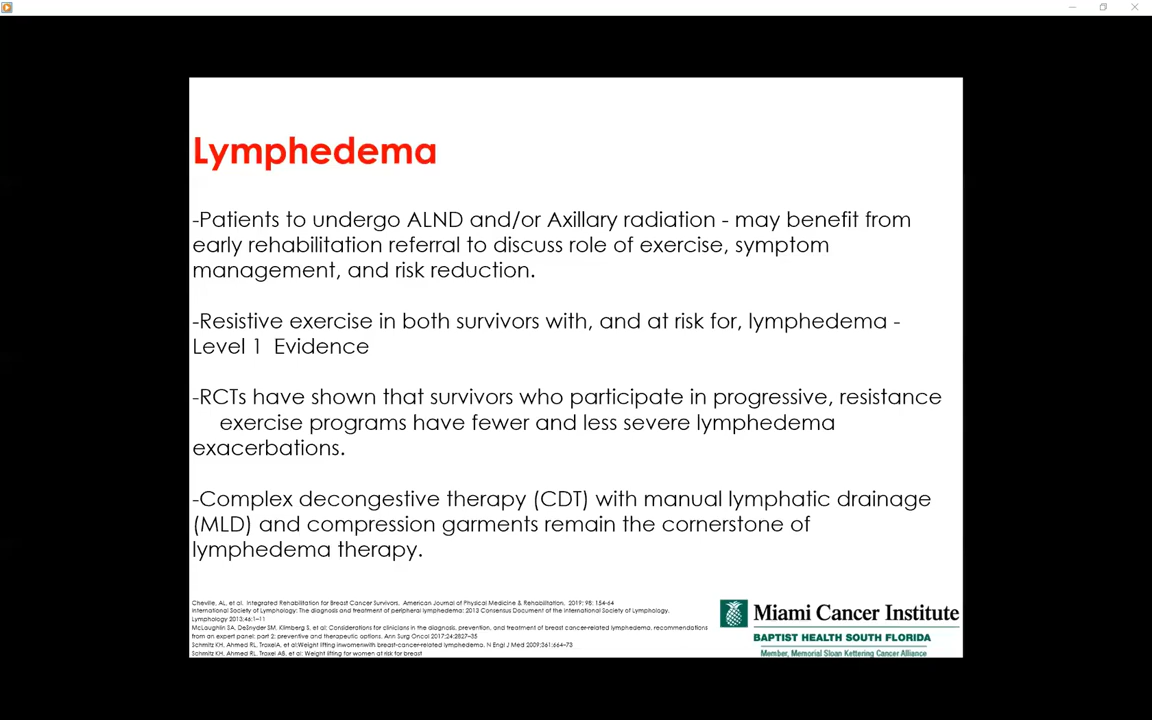 Lymphedema
-Patients to undergo ALND and/or Axillary radiation - may benefit from
early rehabilitation referral to discuss role of exercise, symptom
management, and risk reduction.
-Resistive exercise in both survivors with, and at risk for, lymphedema -
Level 1 Evidence
-RCTs have shown that survivors who participate in progressive, resistance
exercise programs have fewer and less severe lymphedema
exacerbations.
-Complex decongestive therapy (CDT) with manual lymphatic drainage
(MLD) and compression garments remain the cornerstone of
lymphedema therapy.
Cheville, AL, et al. Integrated Rehabilitation for Breast Cancer Survivors. American Journal of Physical Medicine & Rehabilitation. 2019; 98: 154-64
International Society of Lymphology: The diagnosis and treatment of peripheral lymphedema: 2013 Consensus Document of the International Society of Lymphology.
Lymphology 2013;46:1–11
McLaughlin SA, DeSnyder SM, Klimberg S, et al: Considerations for clinicians in the diagnosis, prevention, and treatment of breast cancer-related lymphedema, recommendations
from an expert panel: part 2: preventive and therapeutic options. Ann Surg Oncol 2017;24:2827–35
Schmitz KH, Ahmed RL, TroxelA, et al:Weight lifting inwomenwith breast-cancer-related lymphedema. N Engl J Med 2009;361:664–73
Schmitz KH, Ahmed RL, Troxel AB, et al: Weight lifting for women at risk for breast
Miami Cancer Institute
BAPTIST HEALTH SOUTH FLORIDA
Member, Memorial Sloan Kettering Cancer Alliance